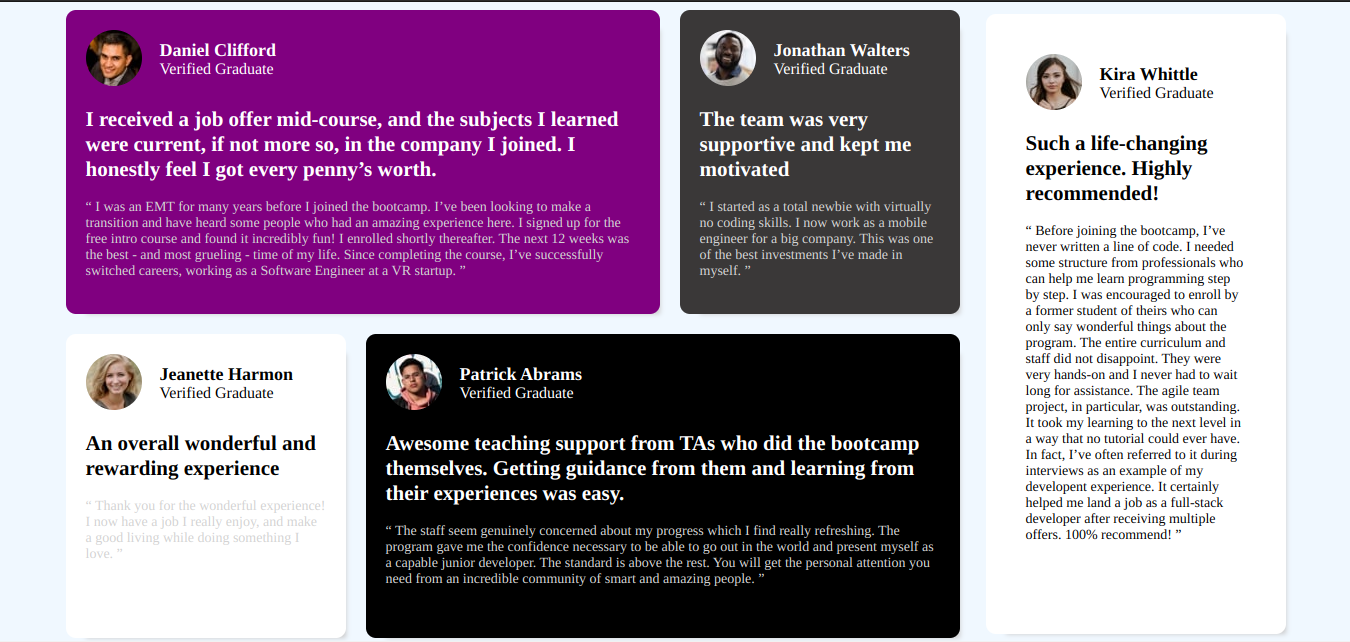 Daniel Clifford
Verified Graduate
I received a job offer mid-course, and the subjects I learned
were current, if not more so, in the company I joined. I
honestly feel I got every penny’s worth.
“ I was an EMT for many years before I joined the bootcamp. I’ve been looking to make a
transition and have heard some people who had an amazing experience here. I signed up for the
free intro course and found it incredibly fun! I enrolled shortly thereafter. The next 12 weeks was
the best - and most grueling - time of my life. Since completing the course, I’ve successfully
switched careers, working as a Software Engineer at a VR startup. ”
Jonathan Walters
Verified Graduate
The team was very
supportive and kept me
motivated
“ I started as a total newbie with virtually
no coding skills. I now work as a mobile
engineer for a big company. This was one
of the best investments I’ve made in
myself. ”
Kira Whittle
Verified Graduate
Such a life-changing
experience. Highly
recommended!
“ Before joining the bootcamp, I’ve
never written a line of code. I needed
some structure from professionals who
can help me learn programming step
by step. I was encouraged to enroll by
a former student of theirs who can
only say wonderful things about the
program. The entire curriculum and
staff did not disappoint. They were
very hands-on and I never had to wait
long for assistance. The agile team
project, in particular, was outstanding.
It took my learning to the next level in
a way that no tutorial could ever have.
In fact, I’ve often referred to it during
interviews as an example of my
developent experience. It certainly
helped me land a job as a full-stack
developer after receiving multiple
offers. 100% recommend! ”
Jeanette Harmon
Verified Graduate
An overall wonderful and
rewarding experience
“ Thank you for the wonderful experience!
I now have a job I really enjoy, and make
a good living while doing something I
love. ”
Patrick Abrams
Verified Graduate
Awesome teaching support from TAs who did the bootcamp
themselves. Getting guidance from them and learning from
their experiences was easy.
“ The staff seem genuinely concerned about my progress which I find really refreshing. The
program gave me the confidence necessary to be able to go out in the world and present myself as
a capable junior developer. The standard is above the rest. You will get the personal attention you
need from an incredible community of smart and amazing people. ”